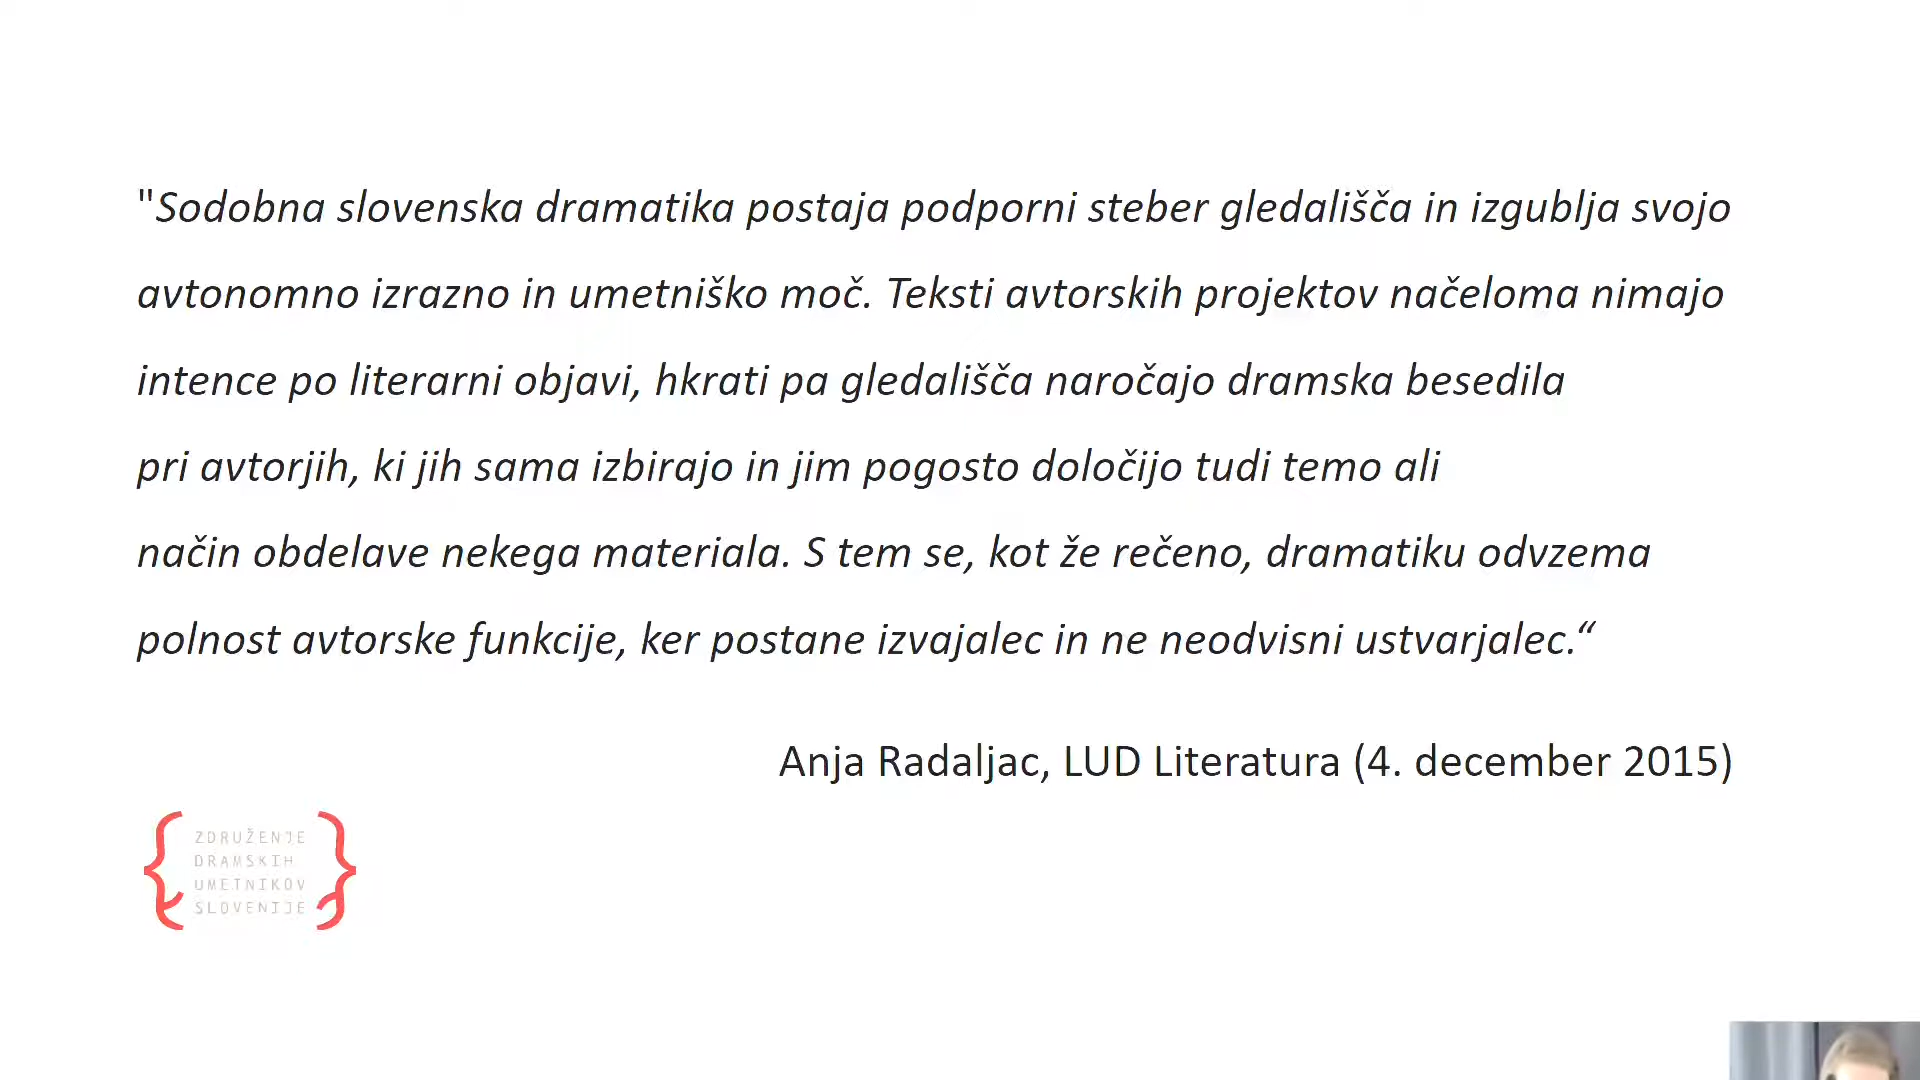 "Sodobna slovenska dramatika postaja podporni steber gledališča in izgublja svojo
avtonomno izrazno in umetniško moč. Teksti avtorskih projektov načeloma nimajo
intence po literarni objavi, hkrati pa gledališča naročajo dramska besedila
pri avtorjih, ki jih sama izbirajo in jim pogosto določijo tudi temo ali
način obdelave nekega materiala. S tem se, kot že rečeno, dramatiku odvzema
polnost avtorske funkcije, ker postane izvajalec in ne neodvisni ustvarjalec.“
Anja Radaljac, LUD Literatura (4. december 2015)
ZDRUŽENJE
DRAMSKIH
UMETNIKOV
SLOVENIJE